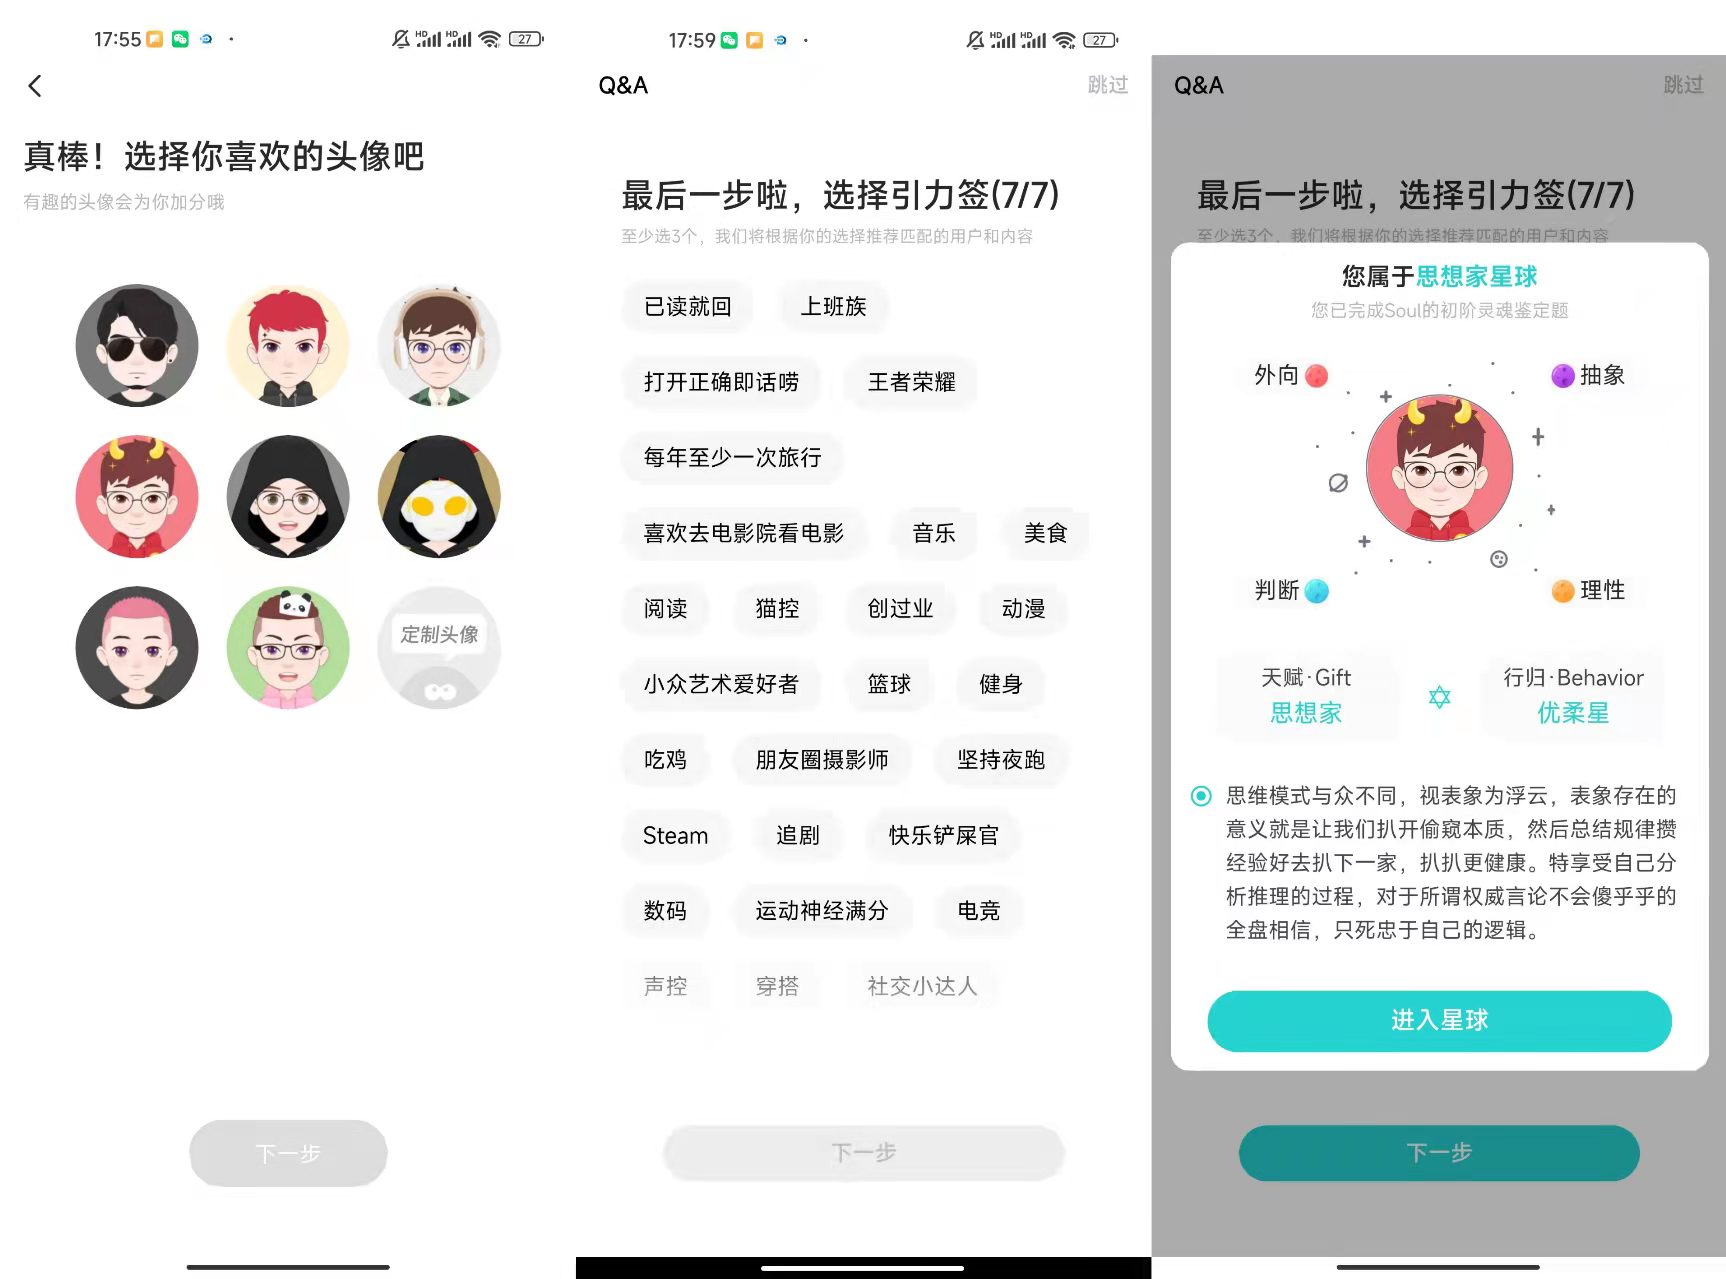 17:55
HD HD 27
真棒！选择你喜欢的头像吧
有趣的头像会为你加分哦
定制头像
下一步
17:59
HD HD 27
Q&A 跳过
最后一步啦，选择引力签(7/7)
至少选3个，我们将根据你的选择推荐匹配的用户和内容
已读就回 上班族
打开正确即话唠 王者荣耀
每年至少一次旅行
喜欢去电影院看电影 音乐 美食
阅读 猫控 创过业 动漫
小众艺术爱好者 篮球 健身
吃鸡 朋友圈摄影师 坚持夜跑
Steam 追剧 快乐铲屎官
数码 运动神经满分 电竞
声控 穿搭 社交小达人
下一步
Q&A 跳过
最后一步啦，选择引力签(7/7)
至少选3个，我们将根据你的选择推荐匹配的用户和内容
您属于思想家星球
您已完成Soul的初阶灵魂鉴定题
外向 抽象
判断 理性
天赋·Gift 行归·Behavior
思想家 优柔星
思维模式与众不同，视表象为浮云，表象存在的
意义就是让我们扒开偷窥本质，然后总结规律攒
经验好去扒下一家，扒扒更健康。特享受自己分
析推理的过程，对于所谓权威言论不会傻乎乎的
全盘相信，只死忠于自己的逻辑。
进入星球
下一步